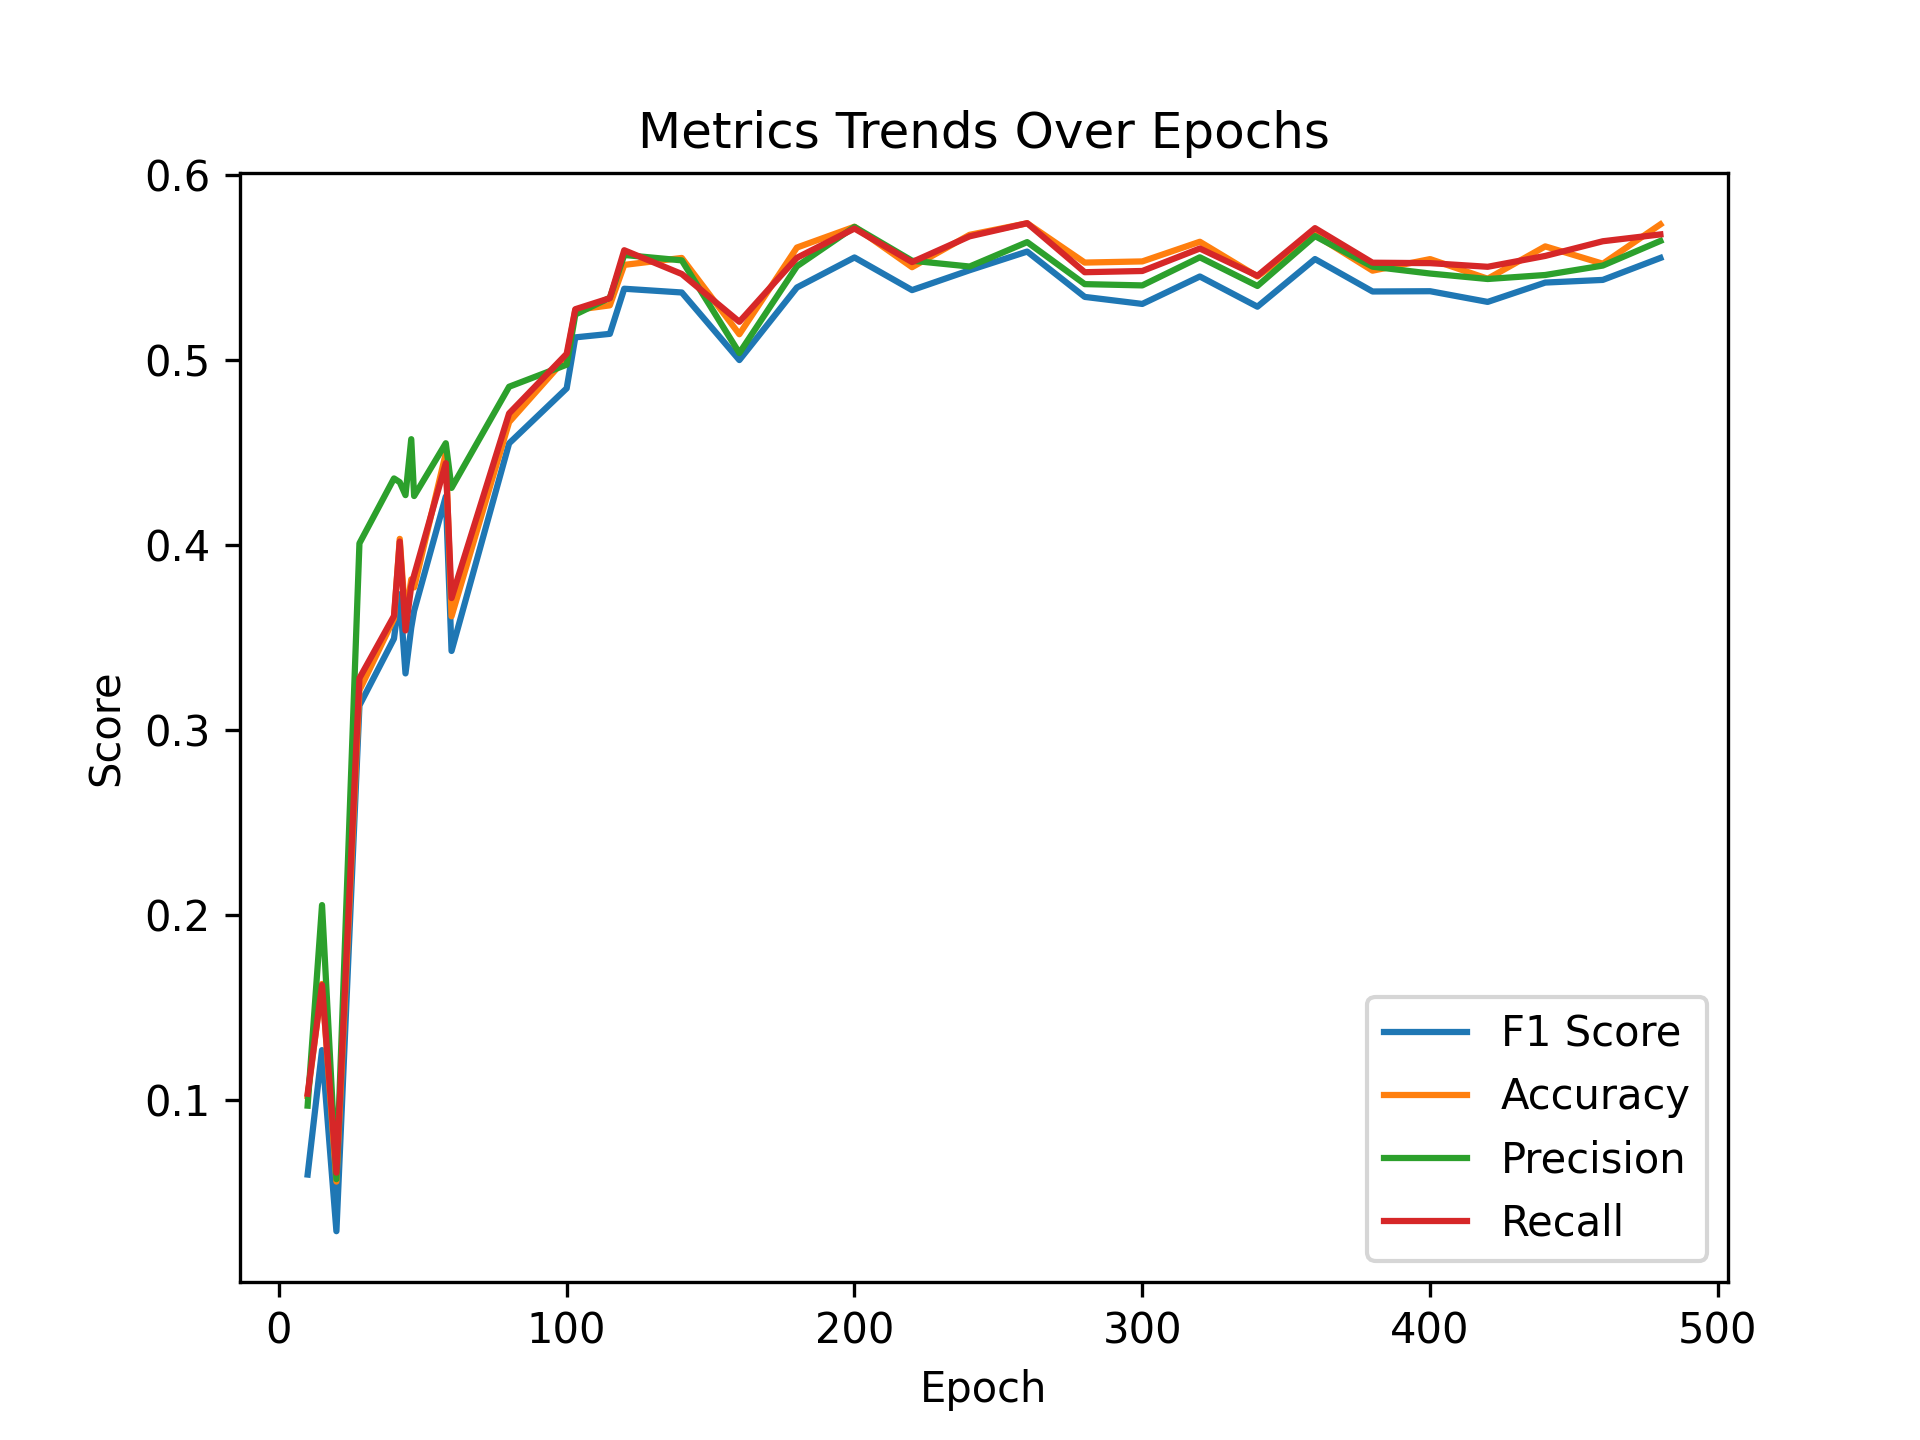 Metrics Trends Over Epochs
0.6
0.5
0.4
0.3
0.2
0.1
Score
0 100 200 300 400 500
Epoch
F1 Score
Accuracy
Precision
Recall